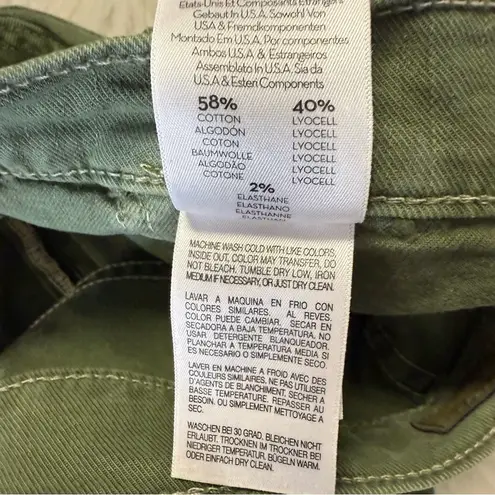 Etats-Unis Et Composants Etrangers
Gebaut In U.S.A. Sowohl Von
USA & Fremdkomponenten
Montado Em U.S.A. Por componentes
Ambos U.S.A & Estrangeiros
Assemblato In U.S.A. Sia da
U.S.A & Esteri Components
58% 40%
COTTON LYOCELL
ALGODÓN LYOCELL
COTON LYOCELL
BAUMWOLLE LYOCELL
ALGODÃO LYOCELL
COTONE LYOCELL
2%
ELASTHANE
ELASTHANO
ELASTHANNE
MACHINE WASH COLD WITH LIKE COLORS,
INSIDE OUT, COLOR MAY TRANSFER, DO
NOT BLEACH. TUMBLE DRY LOW, IRON
MEDIUM IF NECESSARY, OR JUST DRY CLEAN.
LAVAR A MAQUINA EN FRIO CON
COLORES SIMILARES, AL REVES.
COLOR PUEDE CAMBIAR. SECAR EN
SECADORA A BAJA TEMPERATURA. NO
USAR DETERGENTE BLANQUEADOR.
PLANCHAR A TEMPERATURA MEDIA SI
ES NECESARIO O SIMPLEMENTE SECO.
LAVER EN MACHINE A FROID AVEC DES
COULEURS SIMILAIRES. NE PAS UTILISER
D'AGENTS DE BLANCHIMENT, SECHER A
BASSE TEMPERATURE, REPASSER AU
BESOIN. OU SIMPLEMENT METTOYAGE A
SEC.
WASCHEN BEI 30 GRAD, BLEICHEN NICHT
ERLAUBT. TROCKNEN IM TROCKNER BEI
NIEDRIGER TEMPERATUR, BÜGELN WARM.
ODER EINFACH DRY CLEAN.